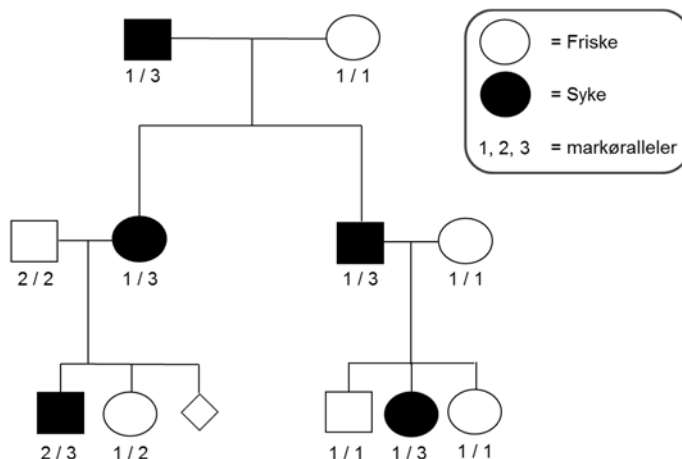 1 / 3
1 / 1
= Friske
= Syke
1, 2, 3 = markøralleler
2 / 2
1 / 3
1 / 3
1 / 1
2 / 3
1 / 2
1 / 1
1 / 3
1 / 1